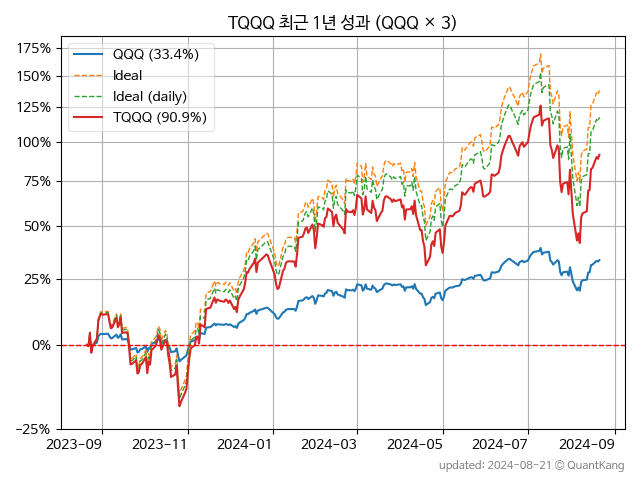 TQQQ 최근 1년 성과 (QQQ × 3)
QQQ (33.4%)
Ideal
Ideal (daily)
TQQQ (90.9%)
175%
150%
125%
100%
75%
50%
25%
0%
−25%
2023-09
2023-11
2024-01
2024-03
2024-05
2024-07
2024-09
updated: 2024-08-21 © QuantKang